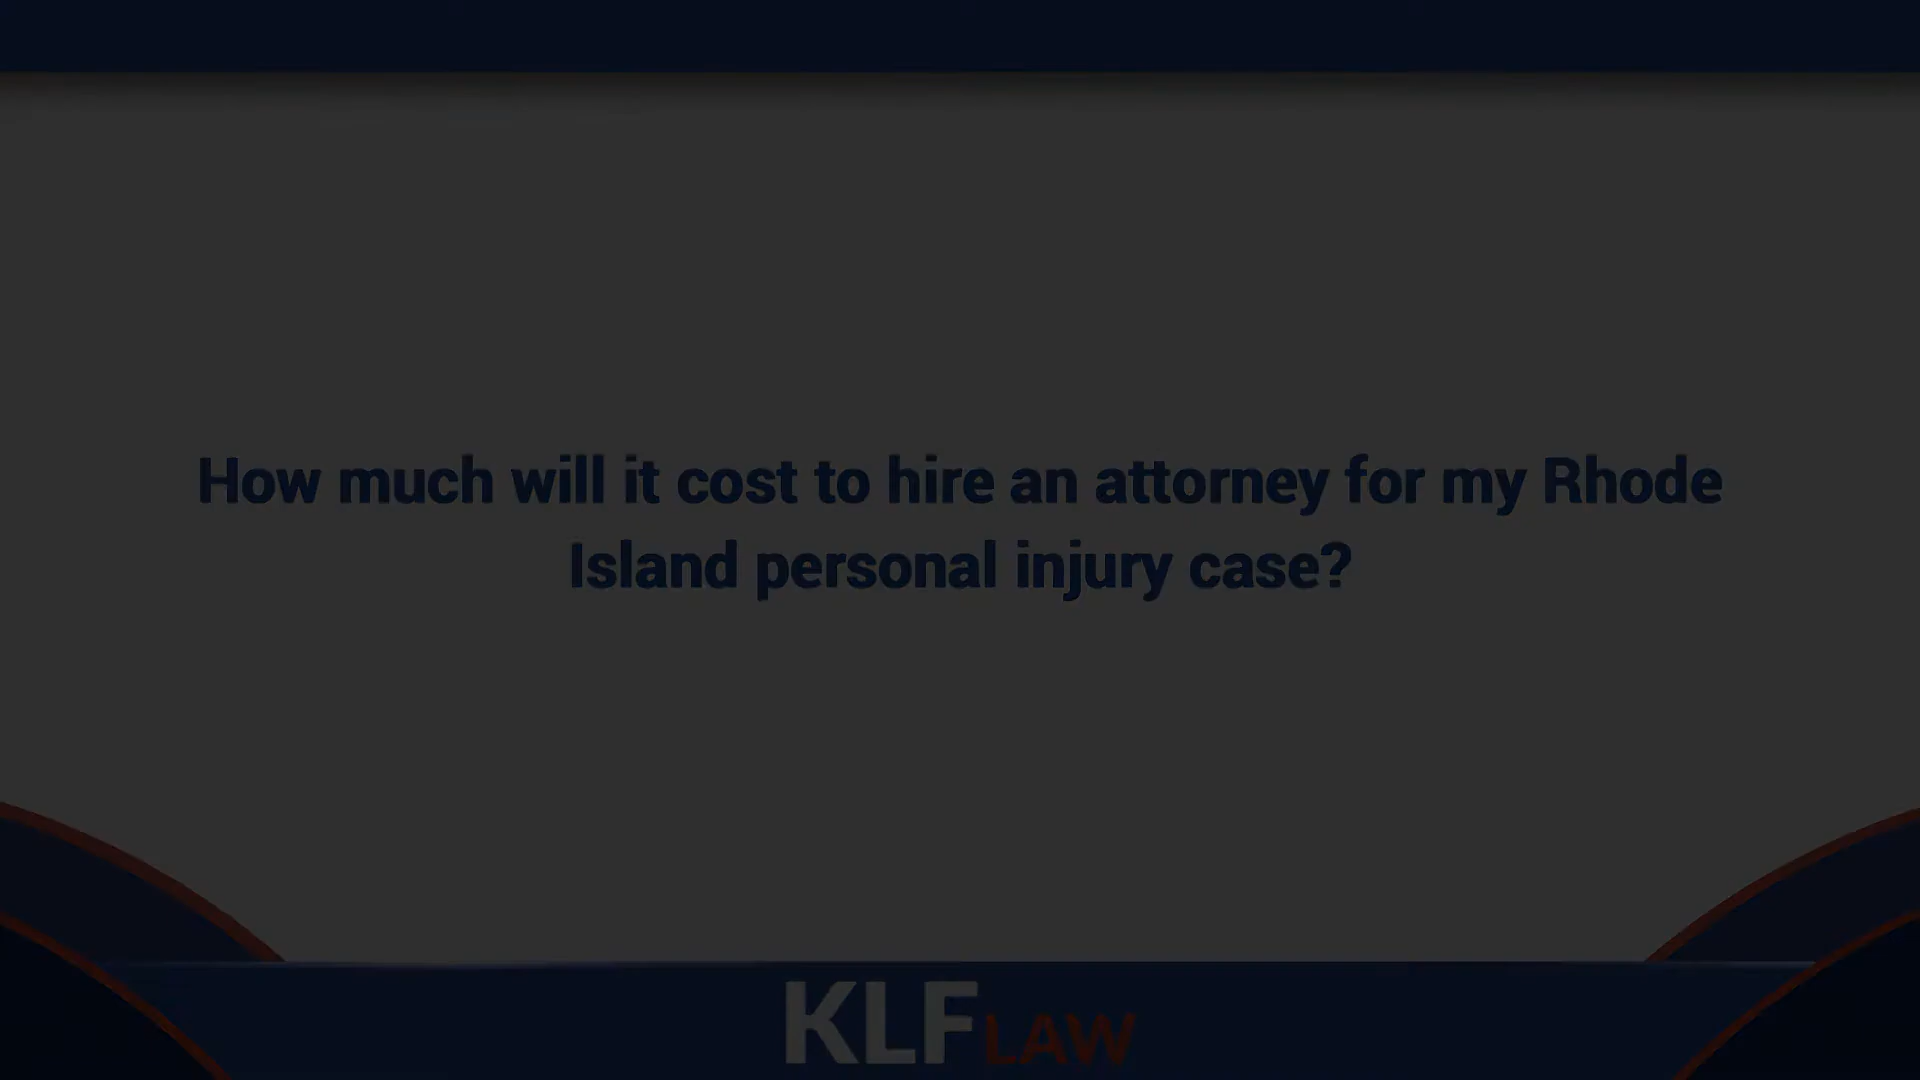 How much will it cost to hire an attorney for my Rhode
Island personal injury case?
KLF LAW